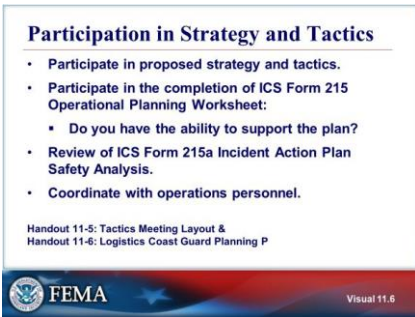 Participation in Strategy and Tactics
• Participate in proposed strategy and tactics.
• Participate in the completion of ICS Form 215
Operational Planning Worksheet:
▪ Do you have the ability to support the plan?
• Review of ICS Form 215a Incident Action Plan
Safety Analysis.
• Coordinate with operations personnel.
Handout 11-5: Tactics Meeting Layout &
Handout 11-6: Logistics Coast Guard Planning P
FEMA
Visual 11.6